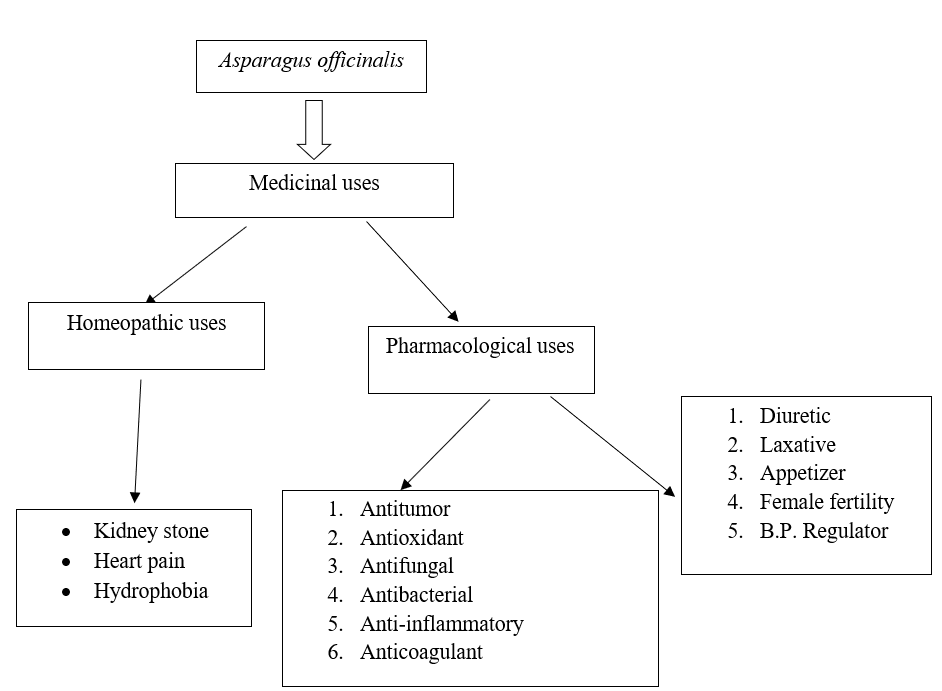 Asparagus officinalis
Medicinal uses
Homeopathic uses
Pharmacological uses
• Kidney stone
• Heart pain
• Hydrophobia
1. Antitumor
2. Antioxidant
3. Antifungal
4. Antibacterial
5. Anti-inflammatory
6. Anticoagulant
1. Diuretic
2. Laxative
3. Appetizer
4. Female fertility
5. B.P. Regulator